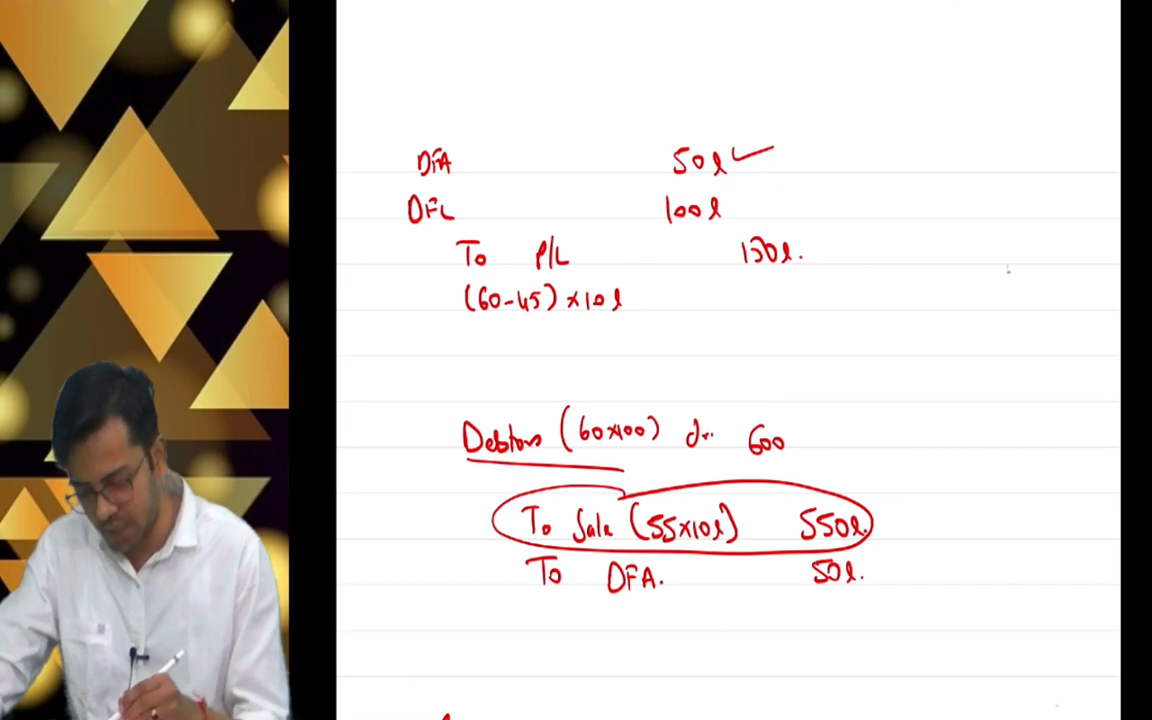 DFA 50l ✓
DFL 100l
To P/L 150l.
(60-45)×10l
Debtors (60×100) dr. 600
To Sale (55×10l) 550l.
To DFA. 50l.